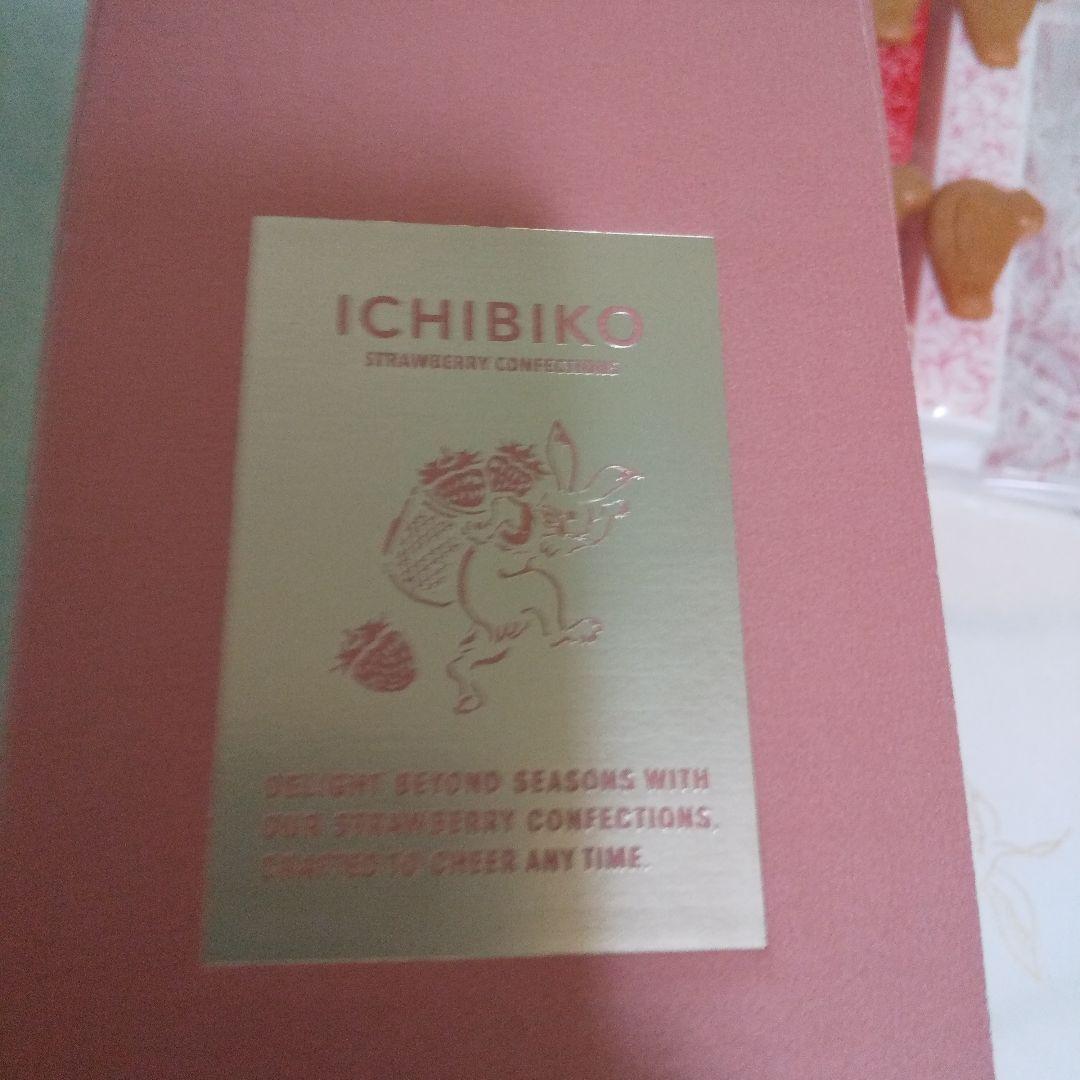 ICHIBIKO
STRAWBERRY CONFECTIONS
DELIGHT BEYOND SEASONS WITH
OUR STRAWBERRY CONFECTIONS,
CRAFTED TO CHEER ANY TIME.